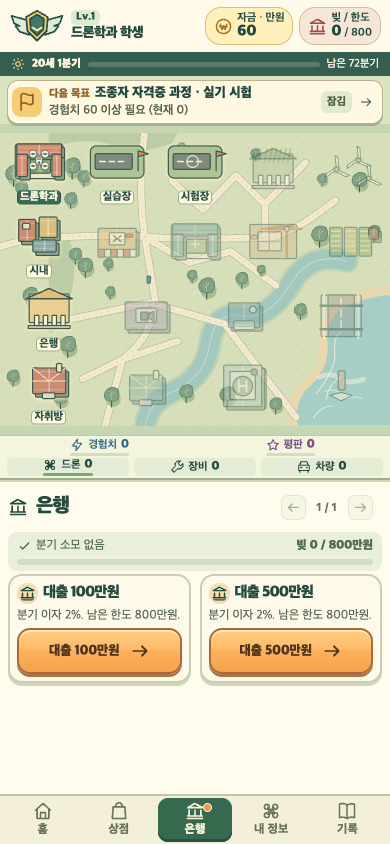 Lv.1
드론학과 학생
자금 · 만원
60
빚 / 한도
0 / 800
20세 1분기
남은 72분기
다음 목표 조종자 자격증 과정 · 실기 시험
경험치 60 이상 필요 (현재 0)
잠김
드론학과
실습장
시험장
시내
은행
자취방
H
경험치 0
평판 0
드론 0
장비 0
차량 0
은행
1 / 1
분기 소모 없음
빚 0 / 800만원
대출 100만원
분기 이자 2%. 남은 한도 800만원.
대출 100만원
대출 500만원
분기 이자 2%. 남은 한도 800만원.
대출 500만원
홈
상점
은행
내 정보
기록